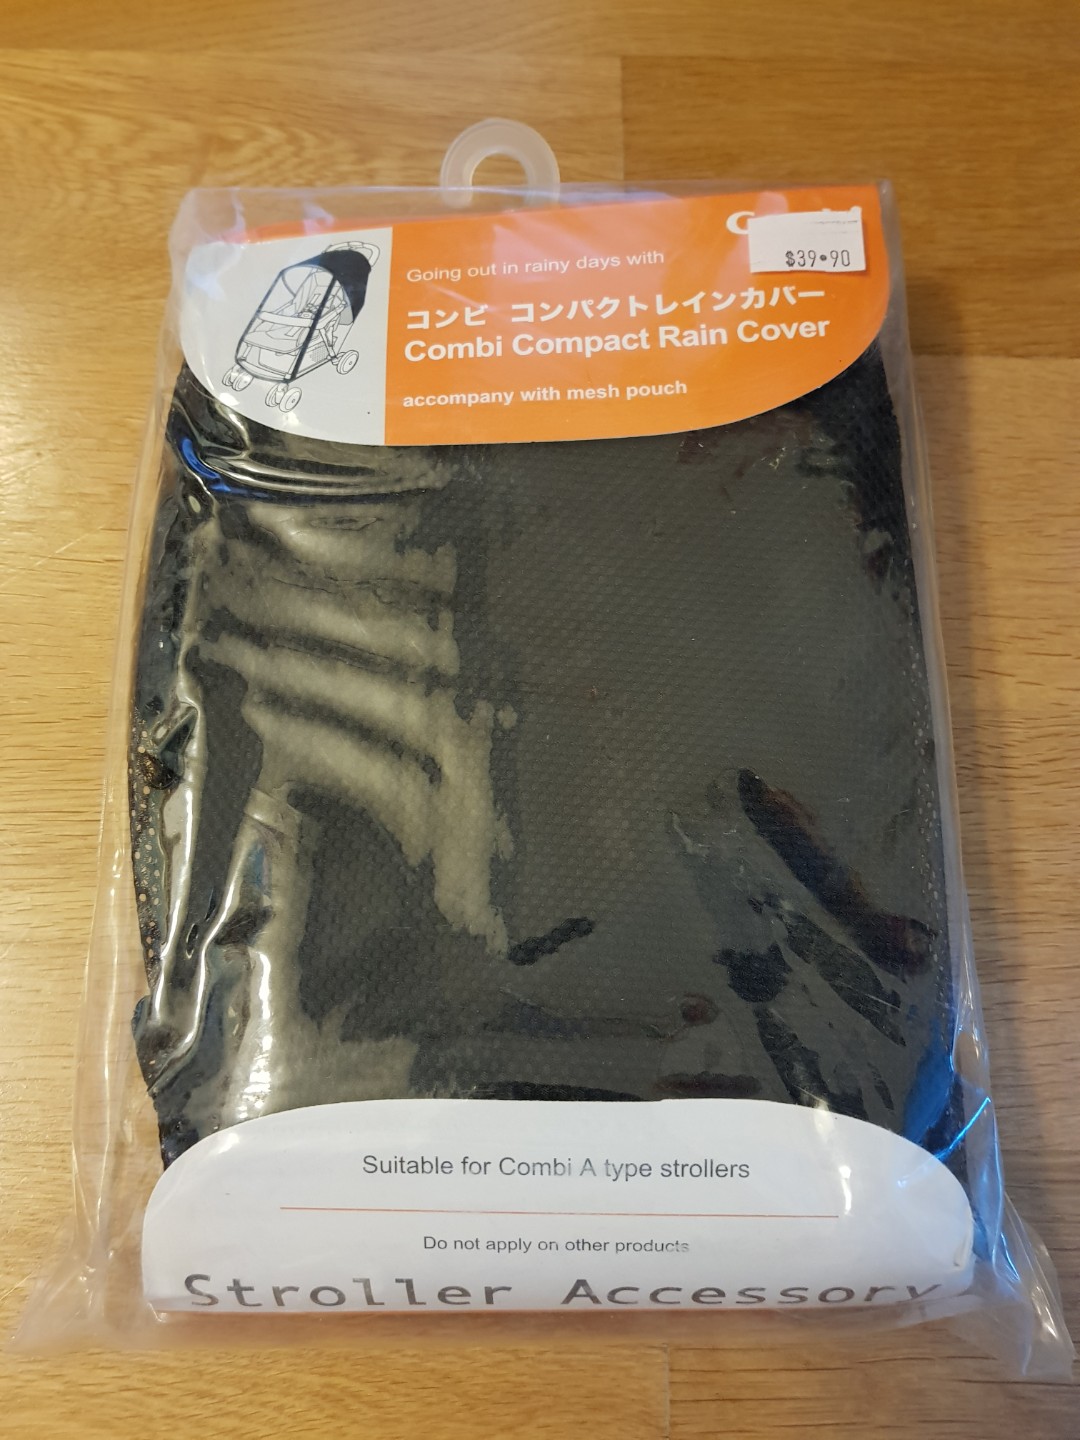 $39.90
Going out in rainy days with
コンビ コンパクトレインカバー
Combi Compact Rain Cover
accompany with mesh pouch
Suitable for Combi A type strollers
Do not apply on other products
Stroller Accessory